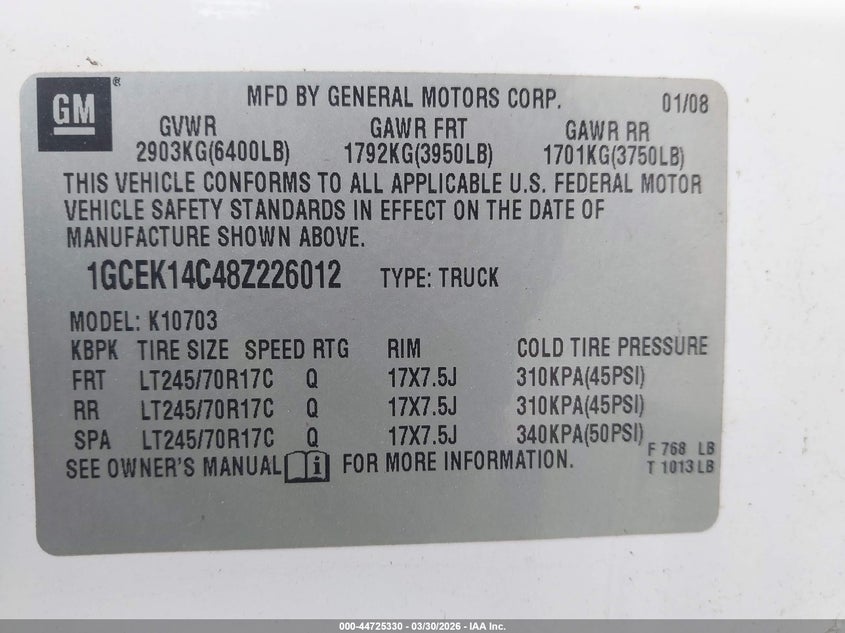 GM ®
MFD BY GENERAL MOTORS CORP. 01/08
GVWR GAWR FRT GAWR RR
2903KG(6400LB) 1792KG(3950LB) 1701KG(3750LB)
THIS VEHICLE CONFORMS TO ALL APPLICABLE U.S. FEDERAL MOTOR
VEHICLE SAFETY STANDARDS IN EFFECT ON THE DATE OF
MANUFACTURE SHOWN ABOVE.
1GCEK14C48Z226012 TYPE: TRUCK
MODEL: K10703
KBPK TIRE SIZE SPEED RTG RIM COLD TIRE PRESSURE
FRT LT245/70R17C Q 17X7.5J 310KPA(45PSI)
RR LT245/70R17C Q 17X7.5J 310KPA(45PSI)
SPA LT245/70R17C Q 17X7.5J 340KPA(50PSI)
F 768 LB
SEE OWNER'S MANUAL i FOR MORE INFORMATION.
T 1013LB
000-44725330 — 03/30/2026 — IAA Inc.